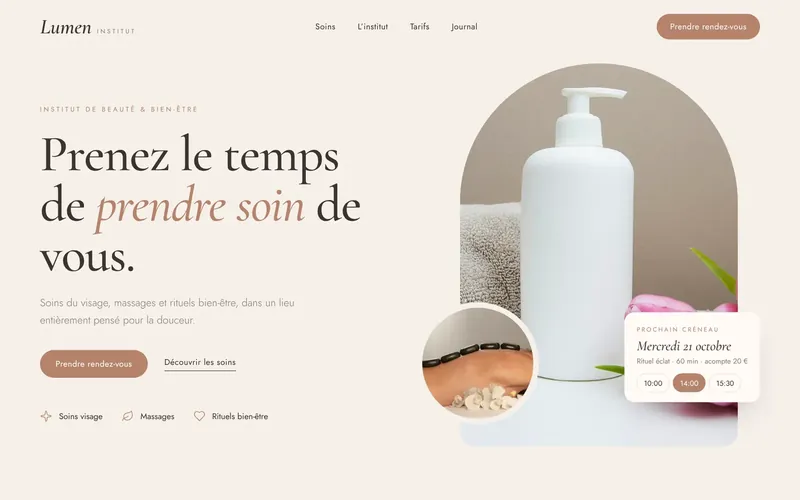 Lumen INSTITUT
Soins
L'institut
Tarifs
Journal
Prendre rendez-vous
INSTITUT DE BEAUTÉ & BIEN-ÊTRE
Prenez le temps
de prendre soin de
vous.
Soins du visage, massages et rituels bien-être, dans un lieu
entièrement pensé pour la douceur.
Prendre rendez-vous
Découvrir les soins
Soins visage
Massages
Rituels bien-être
PROCHAIN CRÉNEAU
Mercredi 21 octobre
Rituel éclat · 60 min · acompte 20 €
10:00
14:00
15:30